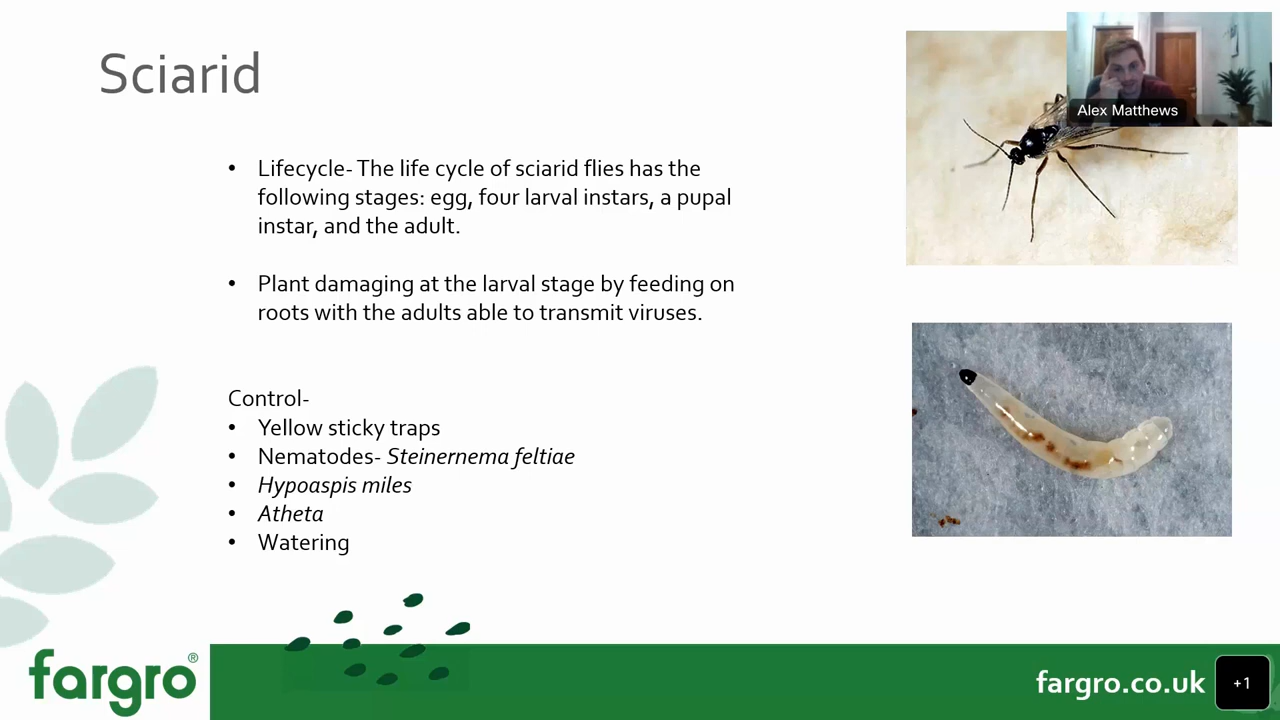 Sciarid
Alex Matthews
• Lifecycle- The life cycle of sciarid flies has the
following stages: egg, four larval instars, a pupal
instar, and the adult.
• Plant damaging at the larval stage by feeding on
roots with the adults able to transmit viruses.
Control-
• Yellow sticky traps
• Nematodes- Steinernema feltiae
• Hypoaspis miles
• Atheta
• Watering
fargro®
fargro.co.uk
+1